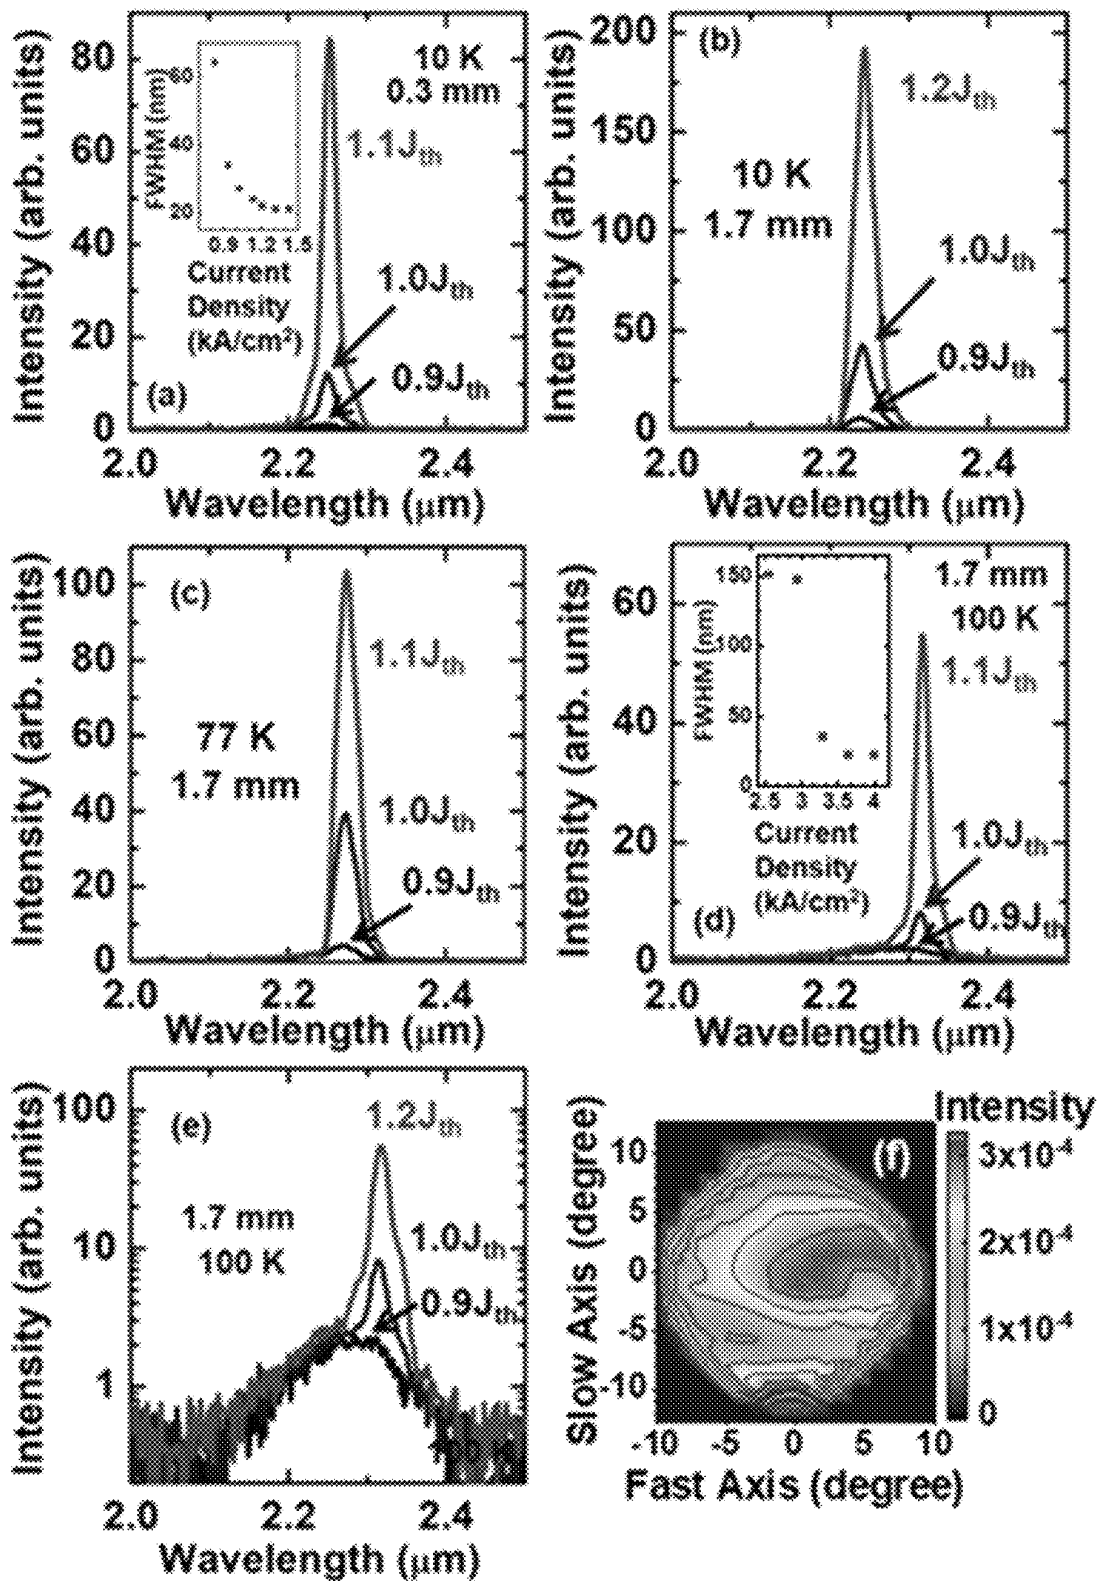 (a)
10 K
0.3 mm
1.1J_th
1.0J_th
0.9J_th
Intensity (arb. units)
80
60
40
20
0
2.0 2.2 2.4
Wavelength (μm)
FWHM (nm)
60
40
20
0.9 1.2 1.5
Current
Density
(kA/cm²)
(b)
1.2J_th
10 K
1.7 mm
1.0J_th
0.9J_th
Intensity (arb. units)
200
150
100
50
0
2.0 2.2 2.4
Wavelength (μm)
(c)
1.1J_th
77 K
1.7 mm
1.0J_th
0.9J_th
Intensity (arb. units)
100
80
60
40
20
0
2.0 2.2 2.4
Wavelength (μm)
1.7 mm
100 K
1.1J_th
1.0J_th
0.9J_th
(d)
Intensity (arb. units)
60
40
20
0
2.0 2.2 2.4
Wavelength (μm)
FWHM (nm)
150
100
50
0
2.5 3 3.5 4
Current
Density
(kA/cm²)
(e)
1.2J_th
1.7 mm
100 K
1.0J_th
0.9J_th
Intensity (arb. units)
100
10
1
2.0 2.2 2.4
Wavelength (μm)
(f)
Intensity
3x10⁻⁴
2x10⁻⁴
1x10⁻⁴
0
Slow Axis (degree)
10
5
0
-5
-10
-10 -5 0 5 10
Fast Axis (degree)